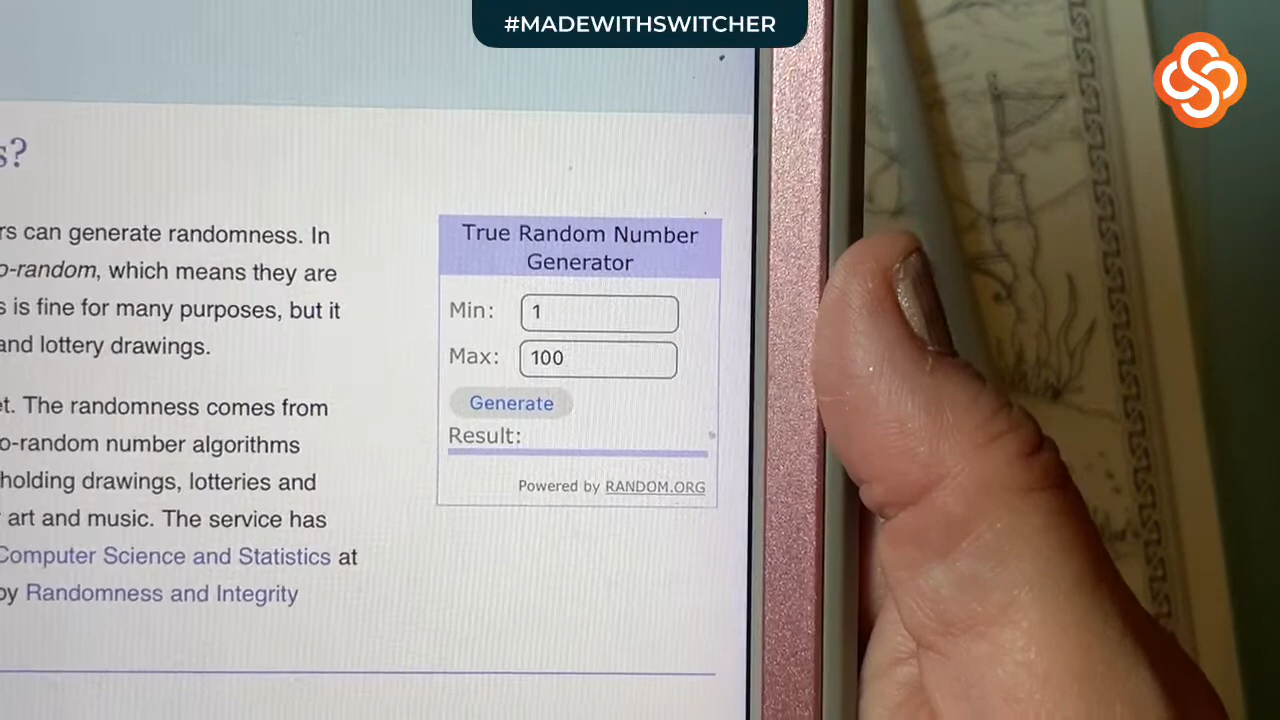 #MADEWITHSWITCHER
s?
rs can generate randomness. In
o-random, which means they are
s is fine for many purposes, but it
and lottery drawings.
et. The randomness comes from
o-random number algorithms
holding drawings, lotteries and
art and music. The service has
Computer Science and Statistics at
by Randomness and Integrity
True Random Number
Generator
Min: 1
Max: 100
Generate
Result:
Powered by RANDOM.ORG